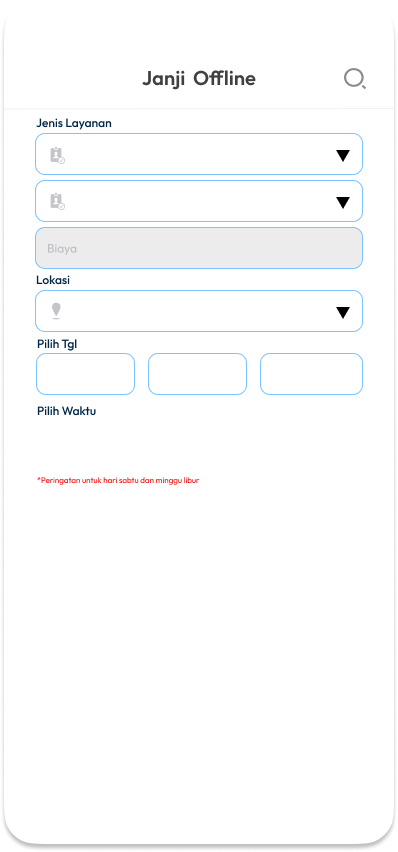 Janji Offline
Jenis Layanan
Biaya
Lokasi
Pilih Tgl
Pilih Waktu
*Peringatan untuk hari sabtu dan minggu libur